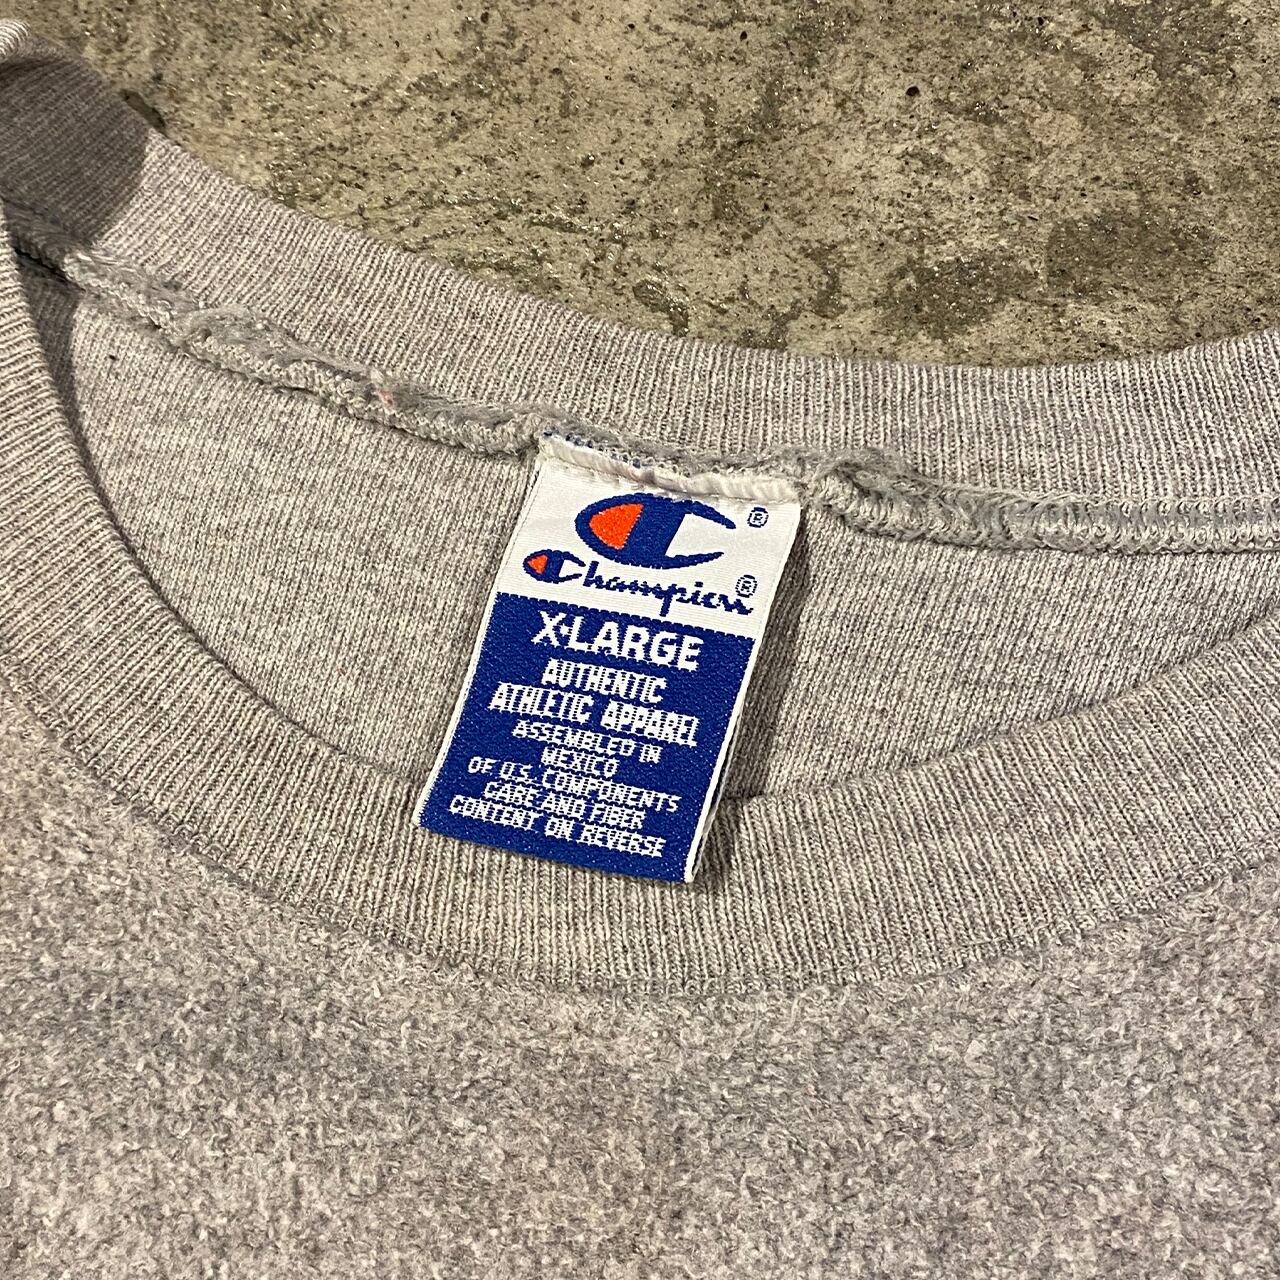 C®
Champion®
X-LARGE
AUTHENTIC
ATHLETIC APPAREL
ASSEMBLED IN
MEXICO
OF U.S. COMPONENTS
CARE AND FIBER
CONTENT ON REVERSE